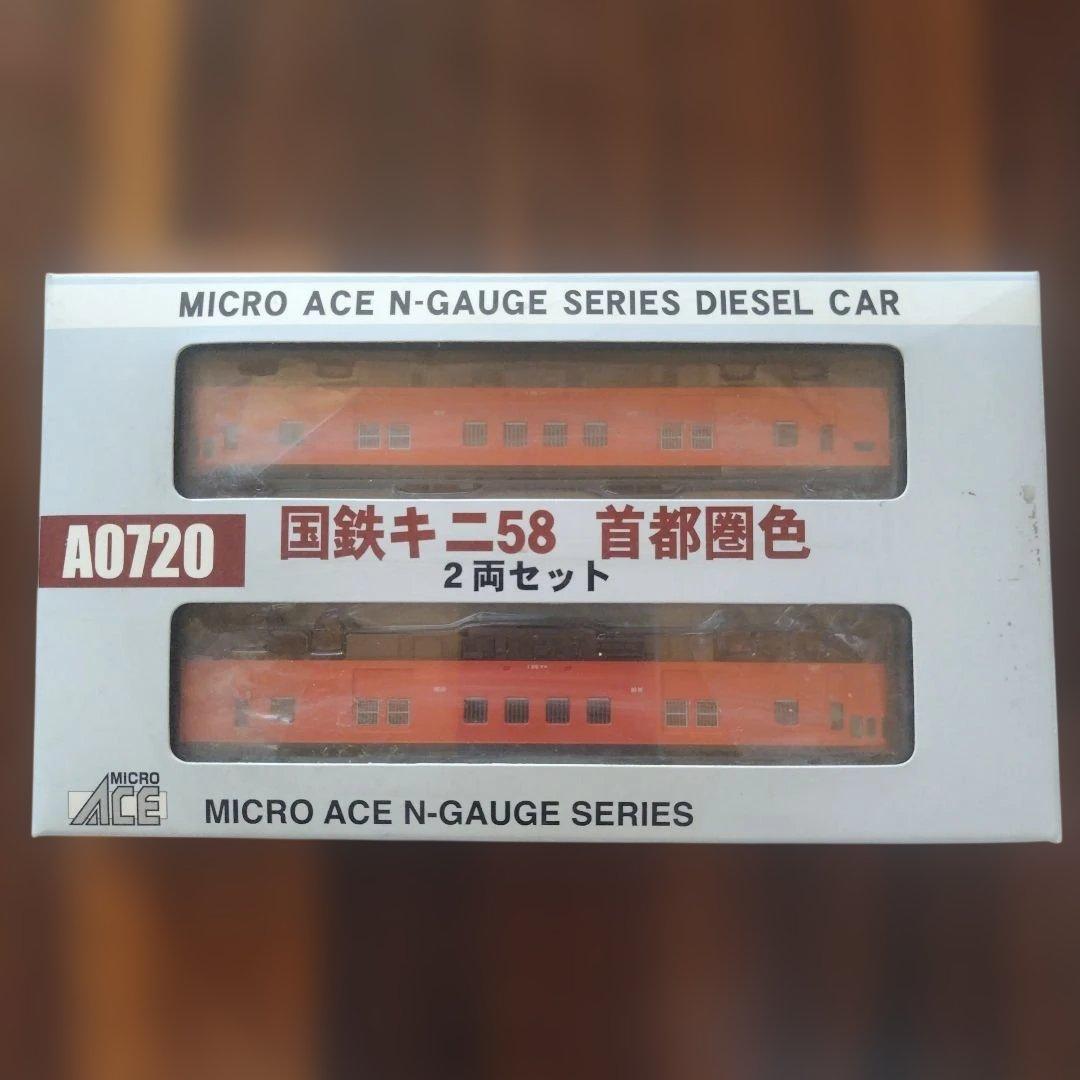 MICRO ACE N-GAUGE SERIES DIESEL CAR
A0720
国鉄キニ58 首都圏色
2両セット
MICRO
ACE
MICRO ACE N-GAUGE SERIES